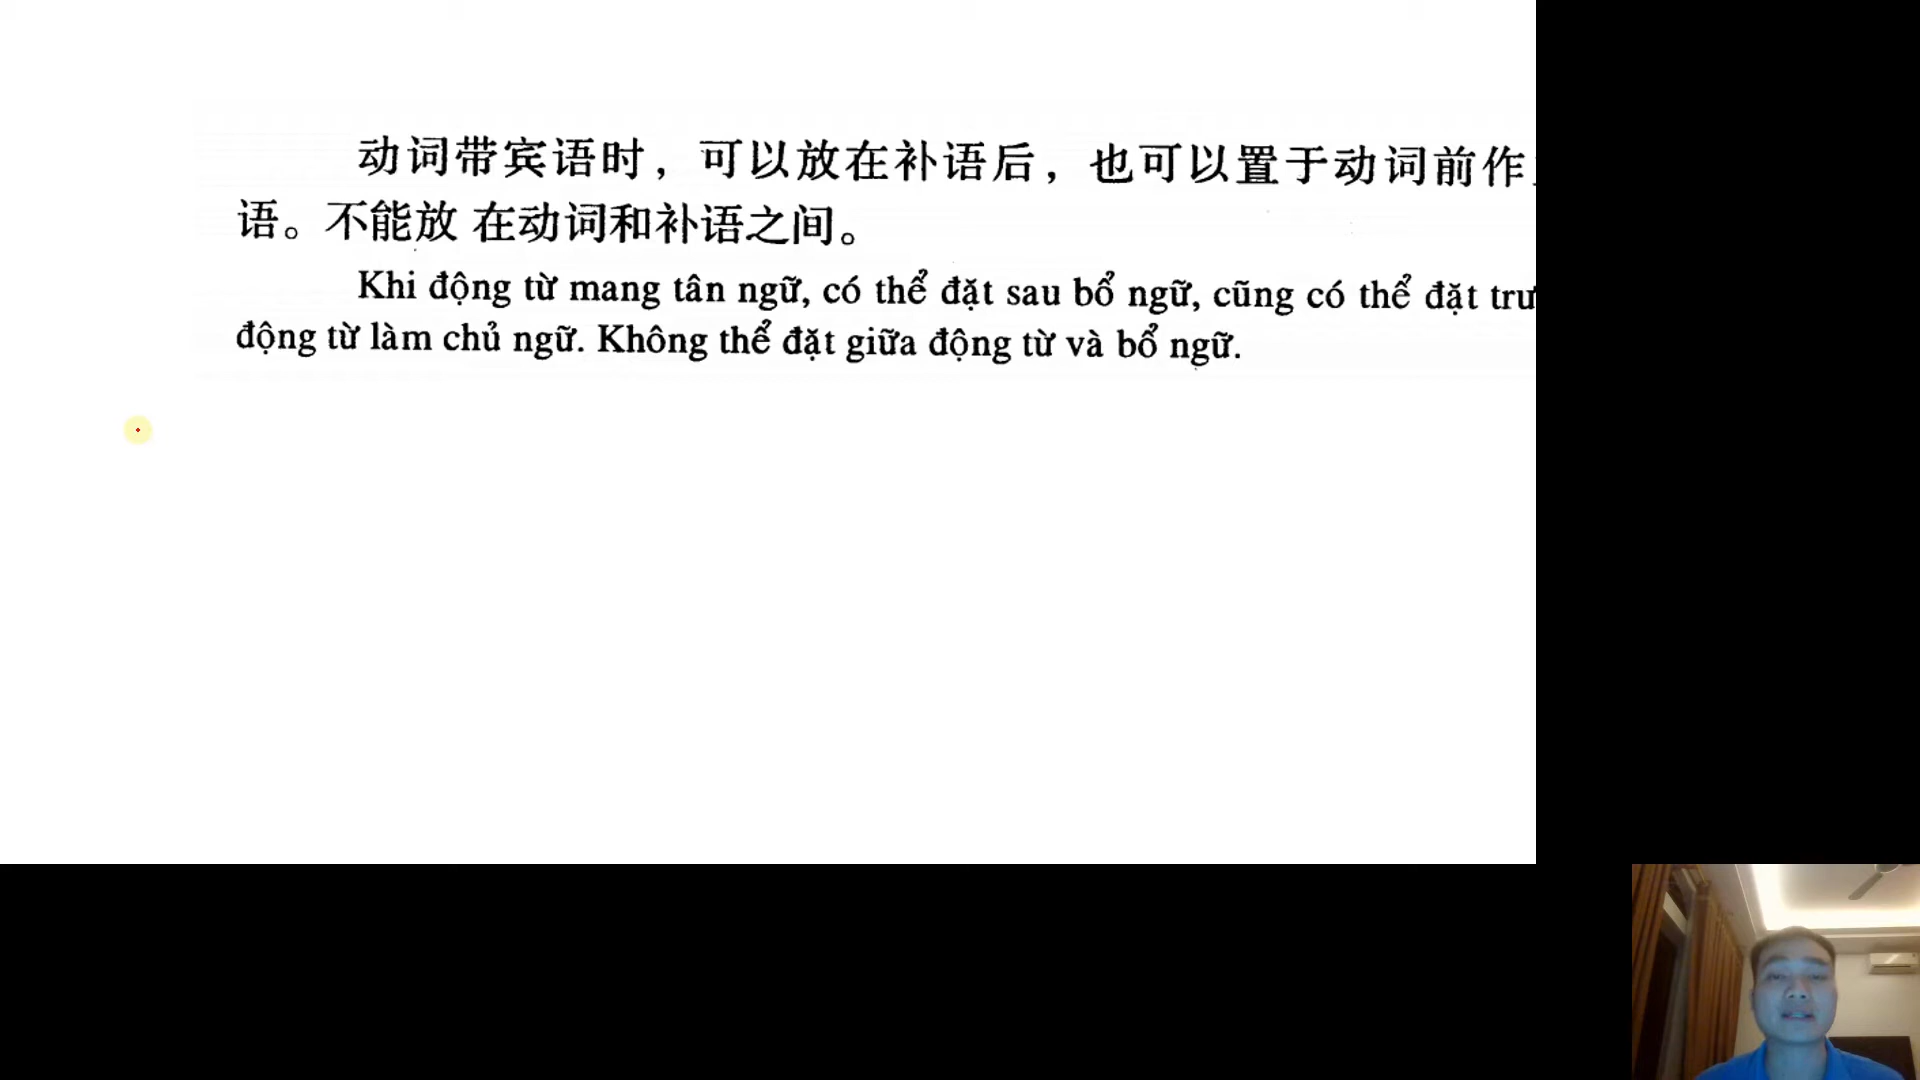 动词带宾语时，可以放在补语后，也可以置于动词前作
语。不能放 在动词和补语之间。
Khi động từ mang tân ngữ, có thể đặt sau bổ ngữ, cũng có thể đặt trư
động từ làm chủ ngữ. Không thể đặt giữa động từ và bổ ngữ.